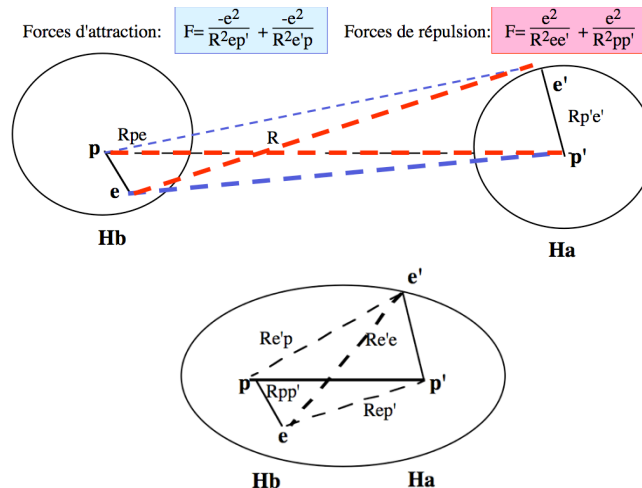 Forces d'attraction: F= -e² / R²ep' + -e² / R²e'p Forces de répulsion: F= e² / R²ee' + e² / R²pp'
e'
Rpe R Rp'e'
p p'
e
Hb Ha
e'
Re'p Re'e
p Rpp' p'
Rep'
e
Hb Ha